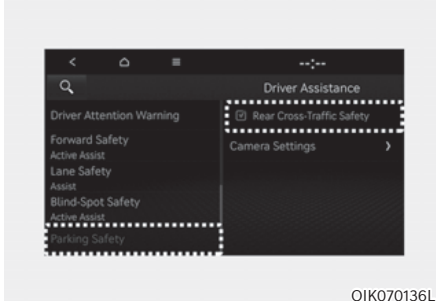 --:--
Driver Assistance
Driver Attention Warning
Forward Safety
Active Assist
Lane Safety
Assist
Blind-Spot Safety
Active Assist
Parking Safety
Rear Cross-Traffic Safety
Camera Settings
OIK070136L